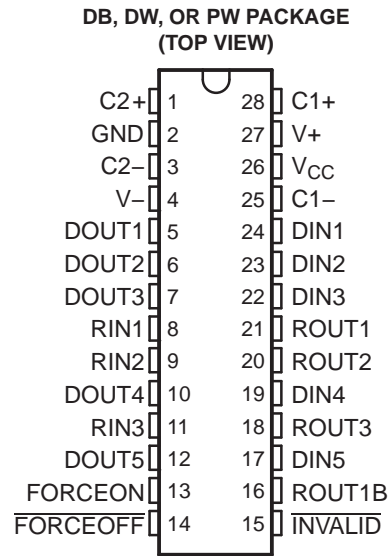 DB, DW, OR PW PACKAGE
(TOP VIEW)
C2+ 1 28 C1+
GND 2 27 V+
C2− 3 26 VCC
V− 4 25 C1−
DOUT1 5 24 DIN1
DOUT2 6 23 DIN2
DOUT3 7 22 DIN3
RIN1 8 21 ROUT1
RIN2 9 20 ROUT2
DOUT4 10 19 DIN4
RIN3 11 18 ROUT3
DOUT5 12 17 DIN5
FORCEON 13 16 ROUT1B
FORCEOFF 14 15 INVALID